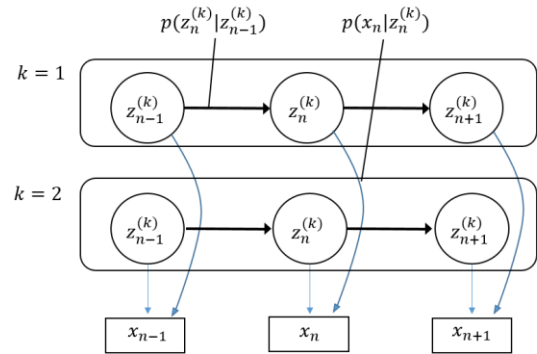 p(z_n^{(k)}|z_{n-1}^{(k)}) p(x_n|z_n^{(k)})
k = 1
z_{n-1}^{(k)} z_n^{(k)} z_{n+1}^{(k)}
k = 2
z_{n-1}^{(k)} z_n^{(k)} z_{n+1}^{(k)}
x_{n-1} x_n x_{n+1}